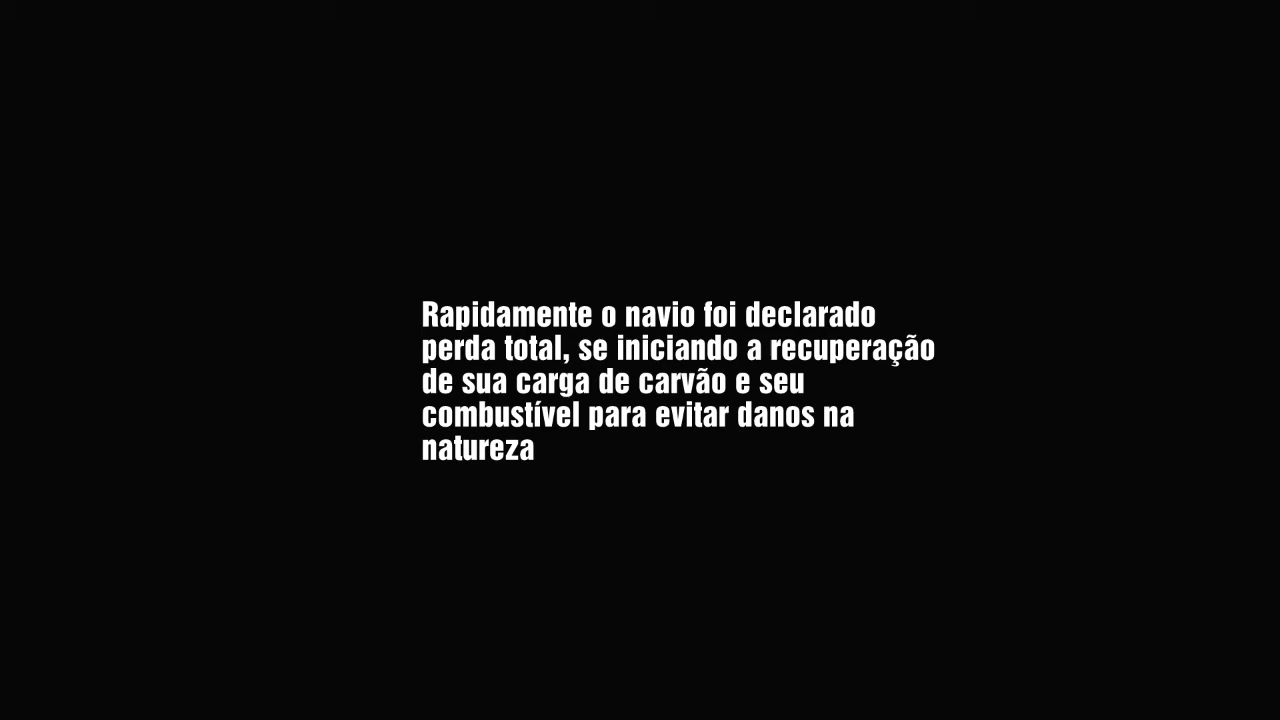 Rapidamente o navio foi declarado
perda total, se iniciando a recuperação
de sua carga de carvão e seu
combustível para evitar danos na
natureza